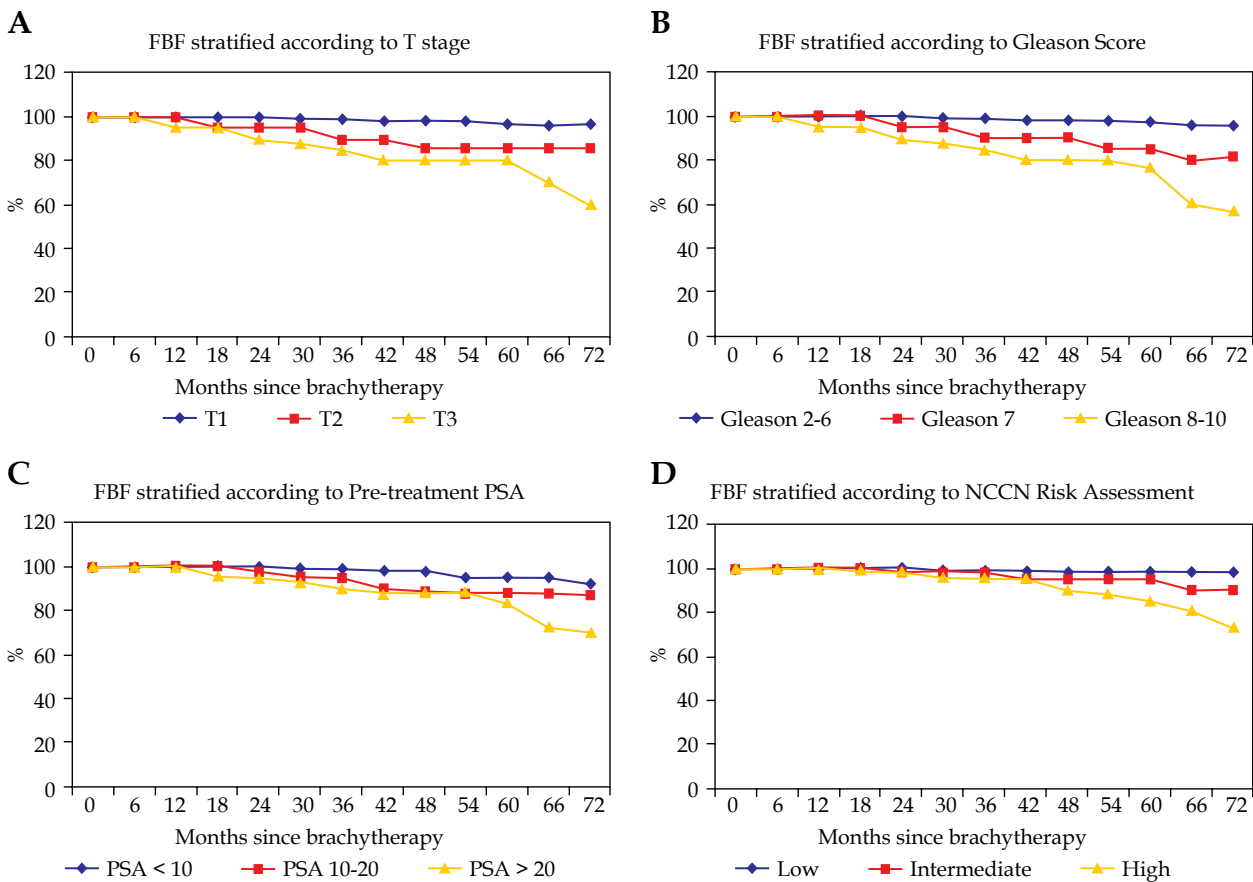 A
FBF stratified according to T stage
120
100
80
60
40
20
0
%
0 6 12 18 24 30 36 42 48 54 60 66 72
Months since brachytherapy
T1 T2 T3
B
FBF stratified according to Gleason Score
120
100
80
60
40
20
0
%
0 6 12 18 24 30 36 42 48 54 60 66 72
Months since brachytherapy
Gleason 2-6 Gleason 7 Gleason 8-10
C
FBF stratified according to Pre-treatment PSA
120
100
80
60
40
20
0
%
0 6 12 18 24 30 36 42 48 54 60 66 72
Months since brachytherapy
PSA < 10 PSA 10-20 PSA > 20
D
FBF stratified according to NCCN Risk Assessment
120
100
80
60
40
20
0
%
0 6 12 18 24 30 36 42 48 54 60 66 72
Months since brachytherapy
Low Intermediate High